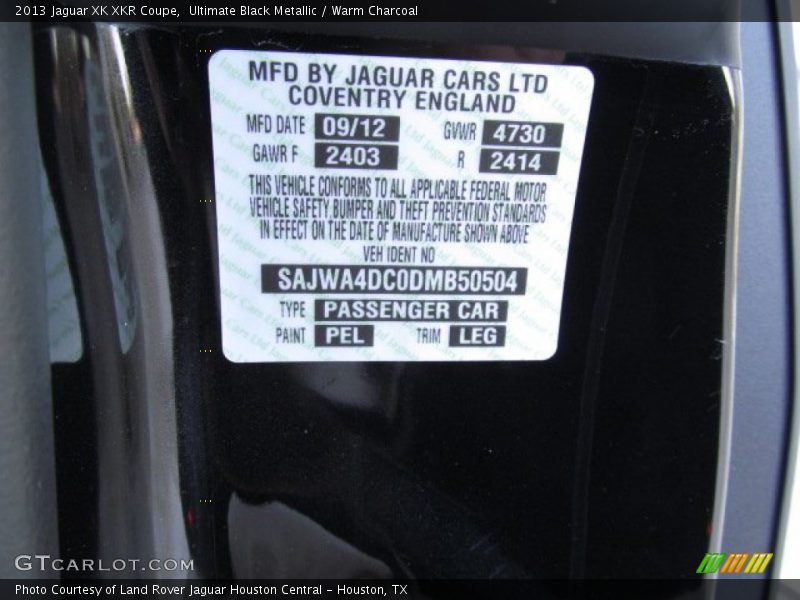 2013 Jaguar XK XKR Coupe,  Ultimate Black Metallic / Warm Charcoal
MFD BY JAGUAR CARS LTD
COVENTRY ENGLAND
MFD DATE 09/12 GVWR 4730
GAWR F 2403 R 2414
THIS VEHICLE CONFORMS TO ALL APPLICABLE FEDERAL MOTOR
VEHICLE SAFETY, BUMPER AND THEFT PREVENTION STANDARDS
IN EFFECT ON THE DATE OF MANUFACTURE SHOWN ABOVE
VEH IDENT NO
SAJWA4DC0DMB50504
TYPE PASSENGER CAR
PAINT PEL TRIM LEG
GTCARLOT.COM
Photo Courtesy of Land Rover Jaguar Houston Central - Houston, TX